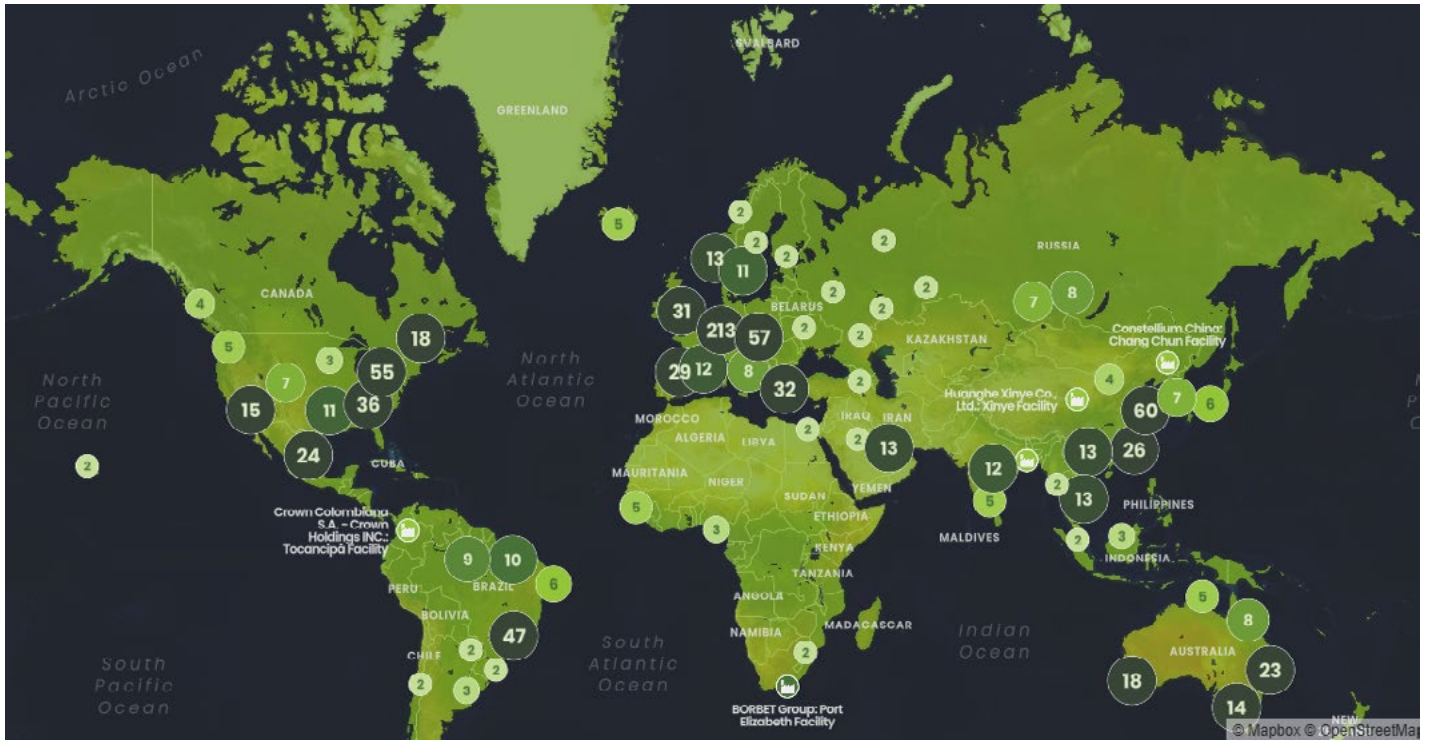 SVALBARD
Arctic Ocean
GREENLAND
2
5
2
13
11
2
2
RUSSIA
CANADA
4
31
BELARUS
2
2
2
7
8
213
57
2
2
Constellium China:
Chang Chun Facility
18
5
3
KAZAKHSTAN
North
Atlantic
Ocean
55
7
29
12
8
32
2
4
Huanghe Xinye Co.,
Ltd.: Xinye Facility
North
Pacific
Ocean
15
11
36
60
7
6
MOROCCO
IRAQ
IRAN
2
ALGERIA
LIBYA
2
13
24
CUBA
13
26
2
12
MAURITANIA
NIGER
SUDAN
YEMEN
2
5
13
PHILIPPINES
5
3
ETHIOPIA
Crown Colombiana
S.A. - Crown
Holdings INC.:
Tocancipá Facility
KENYA
MALDIVES
2
3
INDONESIA
9
10
6
TANZANIA
PERU
BRAZIL
ANGOLA
5
BOLIVIA
47
NAMIBIA
MADAGASCAR
8
Indian
Ocean
South
Atlantic
Ocean
CHILE
2
2
2
AUSTRALIA
23
South
Pacific
Ocean
2
3
18
14
BORBET Group: Port
Elizabeth Facility
NEW
© Mapbox © OpenStreetMap